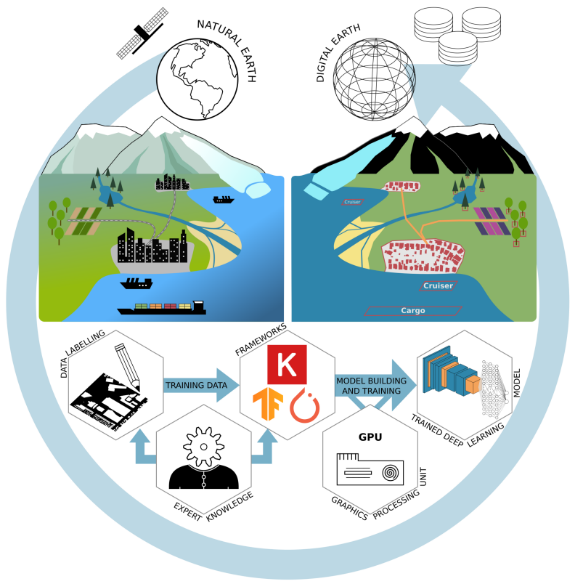 NATURAL EARTH
DIGITAL EARTH
Cruiser
Cruiser
Cargo
DATA LABELLING
TRAINING DATA
FRAMEWORKS
K
TF
MODEL BUILDING
AND TRAINING
TRAINED DEEP LEARNING MODEL
EXPERT KNOWLEDGE
GPU
GRAPHICS PROCESSING UNIT